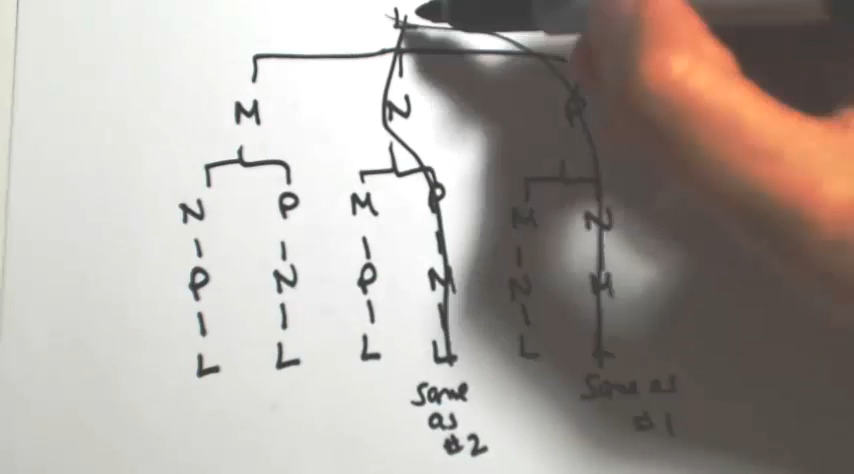 L
M N P
N P M P M N
P N P N N M
L L L L L L
Same Same as
as #1
#2